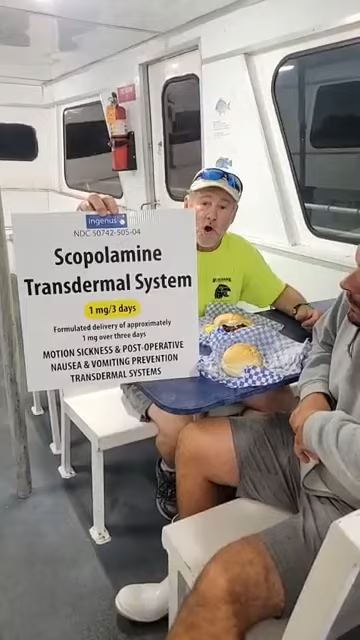 ingenus
NDC 50742-505-04
Scopolamine
Transdermal System
1 mg/3 days
Formulated delivery of approximately
1 mg over three days
MOTION SICKNESS & POST-OPERATIVE
NAUSEA & VOMITING PREVENTION
TRANSDERMAL SYSTEMS